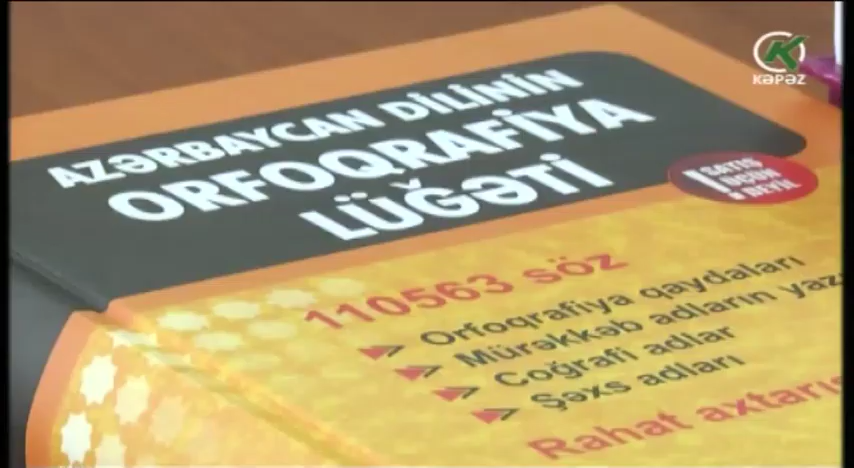 KƏPƏZ
AZƏRBAYCAN DİLİNİN
ORFOQRAFİYA
LÜĞƏTİ
! SATIŞ
ÜÇÜN
DEYİL
110563 söz
Orfoqrafiya qaydaları
Mürəkkəb adların
Coğrafi adlar
Şəxs adları
Rahat